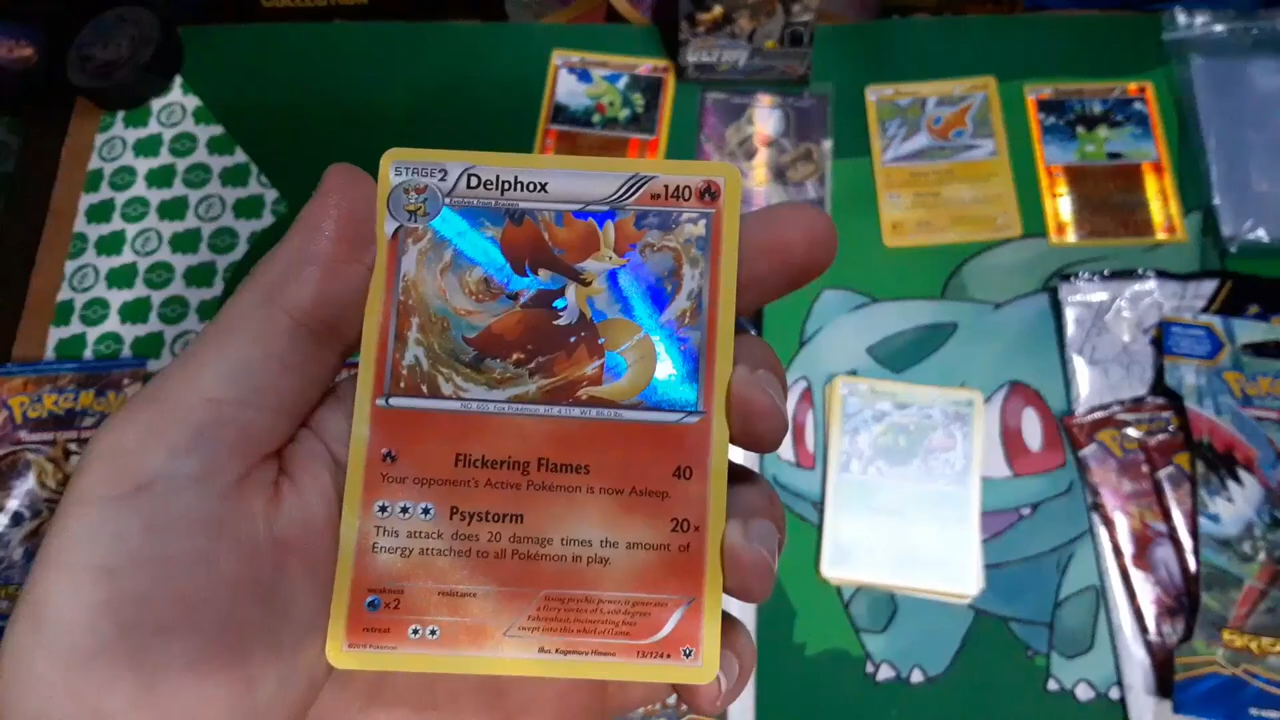 STAGE2
Delphox
HP 140
Evolves from Braixen
NO. 655 Fox Pokémon HT. 4'11" WT. 86.0 lbs.
Flickering Flames 40
Your opponent's Active Pokémon is now Asleep.
Psystorm 20×
This attack does 20 damage times the amount of
Energy attached to all Pokémon in play.
weakness resistance
×2
retreat
Using psychic power, it generates
a fiery vortex of 5,400 degrees
Fahrenheit, incinerating foes
swept into this whirl of flame.
©2016 Pokémon
Illus. Kagemaru Himeno
13/124
POKéMON